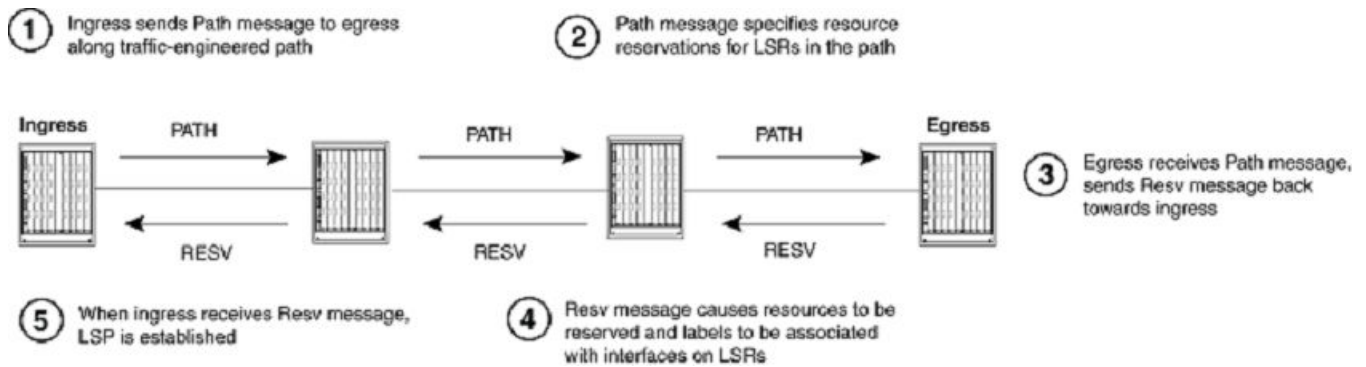 1 Ingress sends Path message to egress
along traffic-engineered path
2 Path message specifies resource
reservations for LSRs in the path
Ingress PATH PATH PATH Egress
3 Egress receives Path message,
sends Resv message back
towards ingress
RESV RESV RESV
5 When ingress receives Resv message,
LSP is established
4 Resv message causes resources to be
reserved and labels to be associated
with interfaces on LSRs